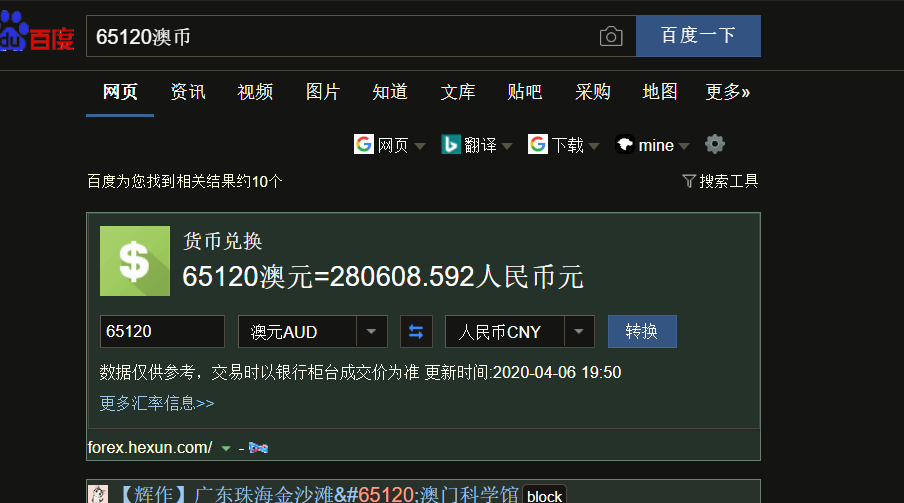 du百度 65120澳币 百度一下
网页 资讯 视频 图片 知道 文库 贴吧 采购 地图 更多»
G 网页 b 翻译 G 下载 mine
百度为您找到相关结果约10个 搜索工具
$ 货币兑换
65120澳元=280608.592人民币元
65120 澳元AUD 人民币CNY 转换
数据仅供参考，交易时以银行柜台成交价为准 更新时间:2020-04-06 19:50
更多汇率信息>>
forex.hexun.com/ -
【辉作】广东珠海金沙滩&#65120;澳门科学馆 block